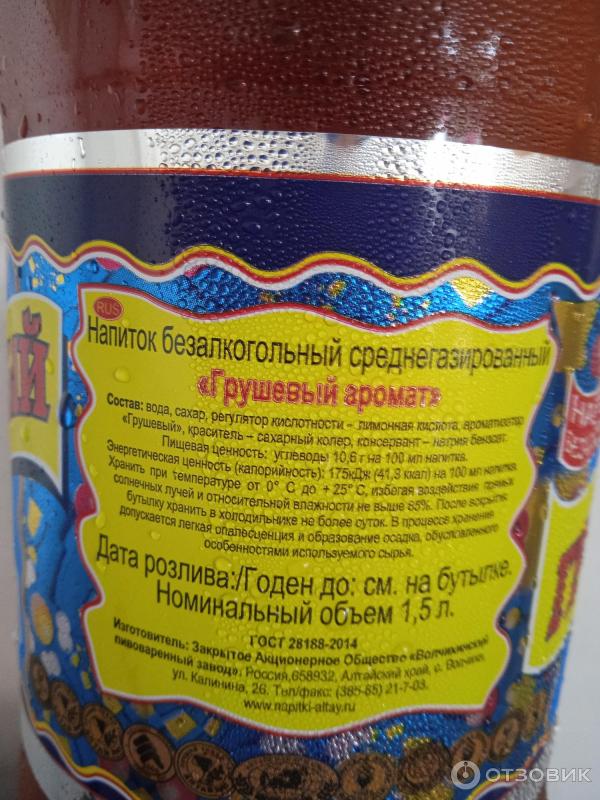 RUS
Напиток безалкогольный среднегазированный
«Грушевый аромат»
Состав: вода, сахар, регулятор кислотности – лимонная кислота, ароматизатор
«Грушевый», краситель – сахарный колер, консервант – натрия бензоат.
Пищевая ценность: углеводы 10,6 г на 100 мл напитка.
Энергетическая ценность (калорийность): 175кДж (41,3 ккал) на 100 мл напитка.
Хранить при температуре от 0° С до +25°С, избегая воздействия прямых
солнечных лучей и относительной влажности не выше 85%. После вскрытия
бутылку хранить в холодильнике не более суток. В процессе хранения
допускается легкая опалесценция и образование осадка, обусловленного
особенностями используемого сырья.
Дата розлива:/Годен до: см. на бутылке.
Номинальный объем 1,5 л.
ГОСТ 28188-2014
Изготовитель: Закрытое Акционерное Общество «Волчихинский
пивоваренный завод». Россия,658932, Алтайский край, с. Волчиха,
ул. Калинина, 26. Тел/факс: (385-65) 21-7-03.
www.napitki-altay.ru
ОТЗОВИК